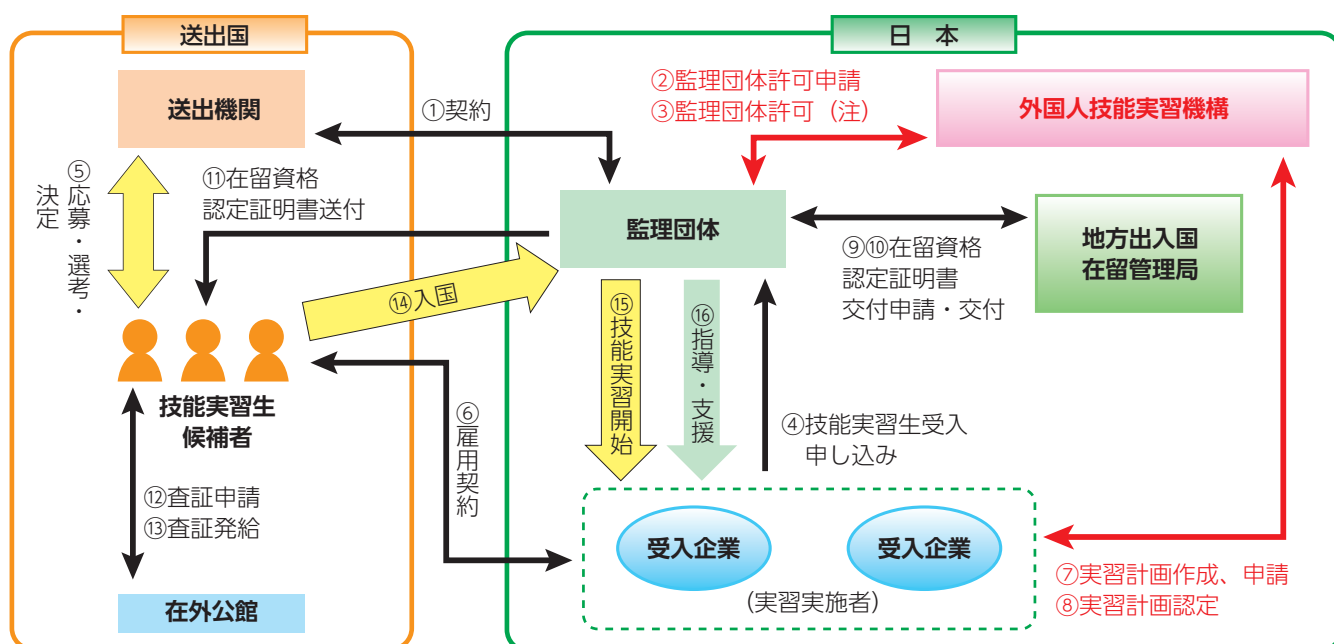 送出国
日 本
送出機関
①契約
②監理団体許可申請
③監理団体許可（注）
外国人技能実習機構
⑤応募・選考・
決定
⑪在留資格
認定証明書送付
監理団体
⑨⑩在留資格
認定証明書
交付申請・交付
地方出入国
在留管理局
⑭入国
⑮技能実習開始
⑯指導・支援
④技能実習生受入
申し込み
技能実習生
候補者
⑥雇用契約
⑫査証申請
⑬査証発給
在外公館
受入企業
受入企業
（実習実施者）
⑦実習計画作成、申請
⑧実習計画認定